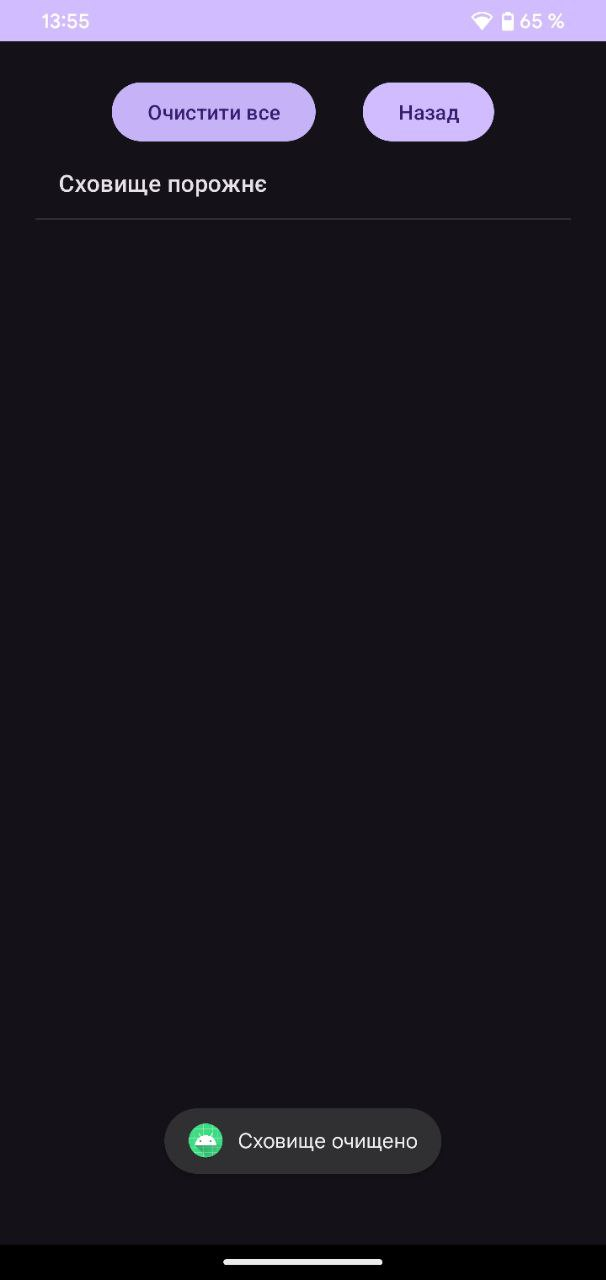 13:55 65 %
Очистити все Назад
Сховище порожнє
Сховище очищено